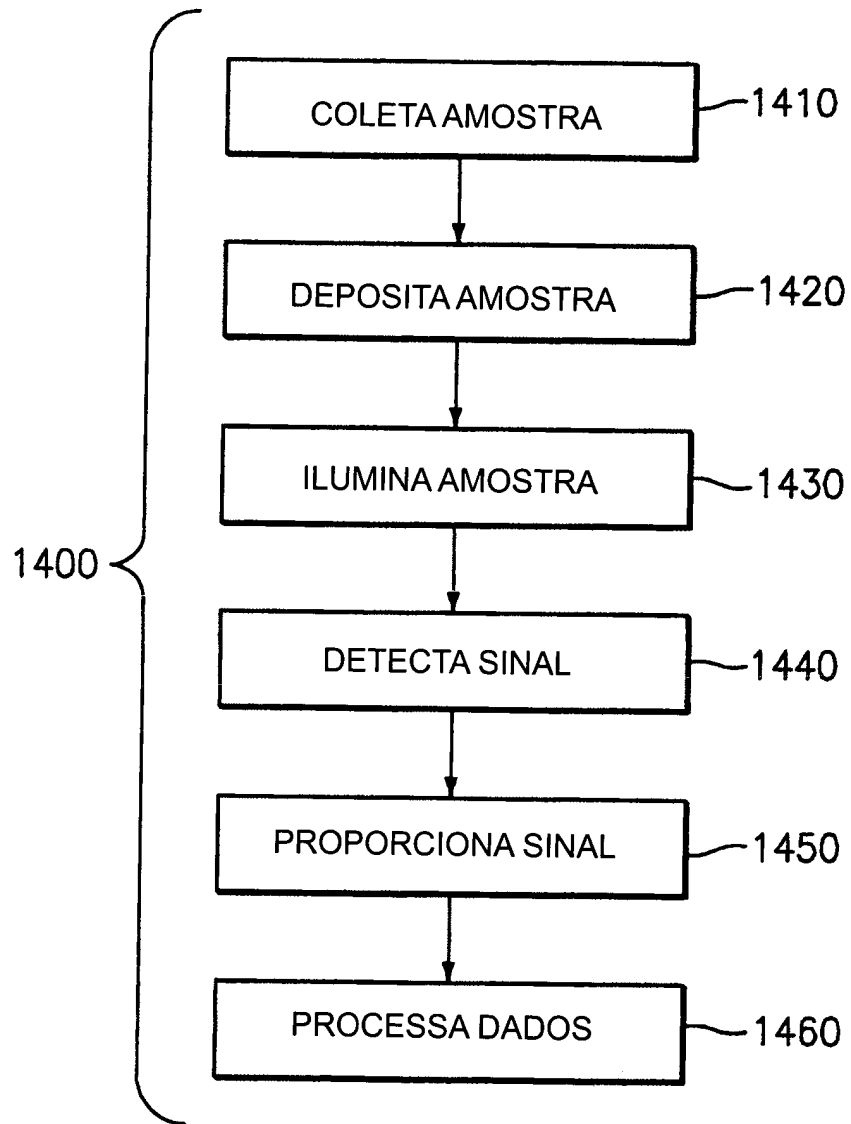 COLETA AMOSTRA 1410
DEPOSITA AMOSTRA 1420
ILUMINA AMOSTRA 1430
1400
DETECTA SINAL 1440
PROPORCIONA SINAL 1450
PROCESSA DADOS 1460